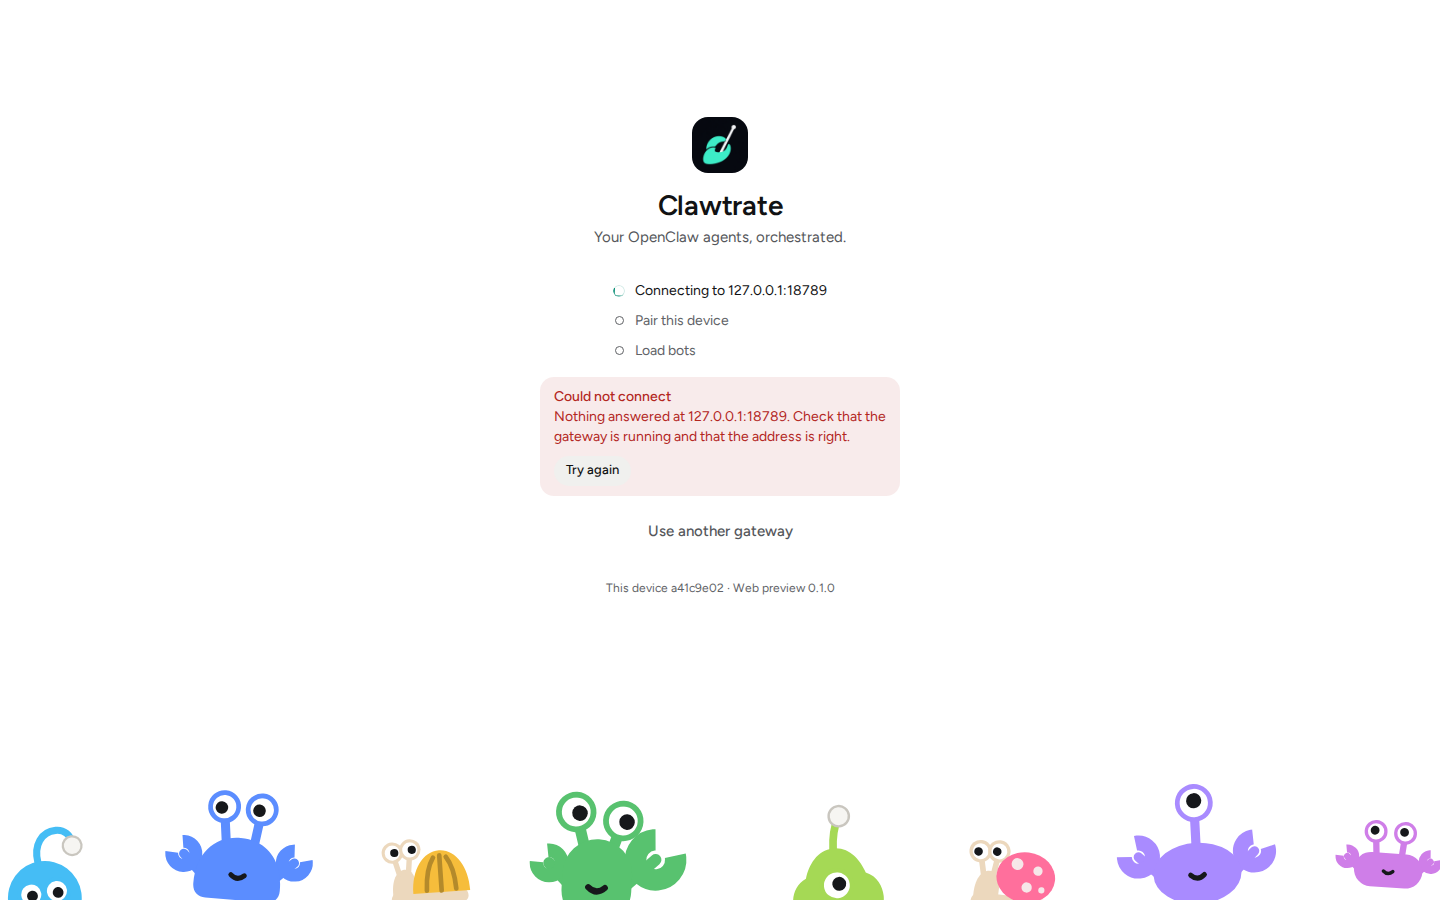 Clawtrate
Your OpenClaw agents, orchestrated.
Connecting to 127.0.0.1:18789
Pair this device
Load bots
Could not connect
Nothing answered at 127.0.0.1:18789. Check that the
gateway is running and that the address is right.
Try again
Use another gateway
This device a41c9e02 · Web preview 0.1.0